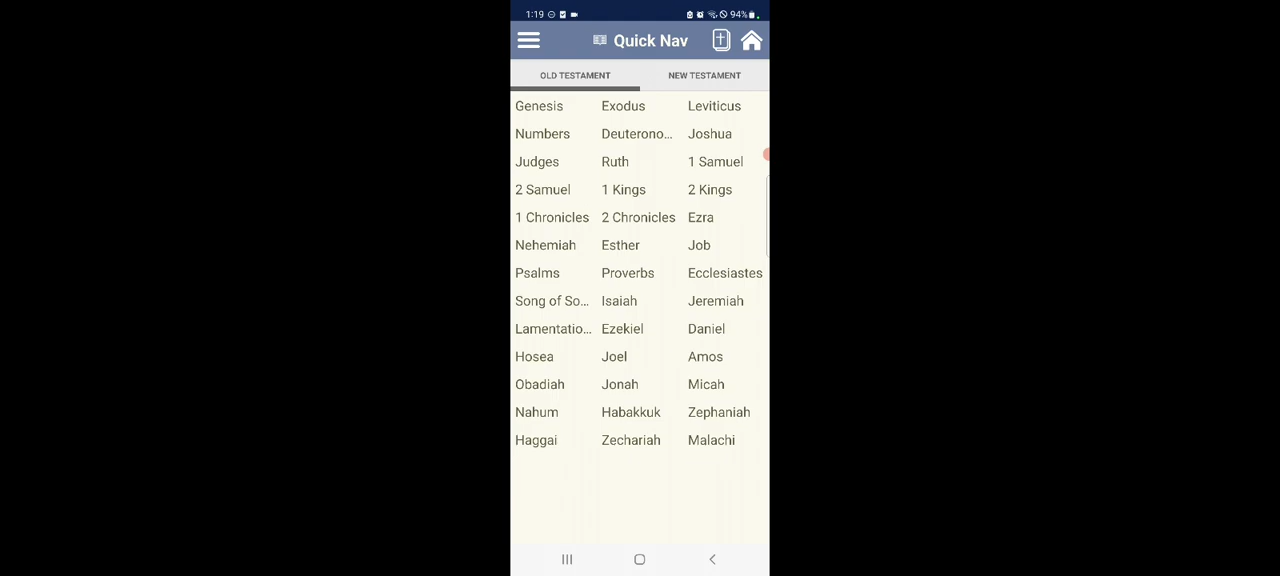 1:19 94%
Quick Nav
OLD TESTAMENT NEW TESTAMENT
Genesis Exodus Leviticus
Numbers Deuterono... Joshua
Judges Ruth 1 Samuel
2 Samuel 1 Kings 2 Kings
1 Chronicles 2 Chronicles Ezra
Nehemiah Esther Job
Psalms Proverbs Ecclesiastes
Song of So... Isaiah Jeremiah
Lamentatio... Ezekiel Daniel
Hosea Joel Amos
Obadiah Jonah Micah
Nahum Habakkuk Zephaniah
Haggai Zechariah Malachi